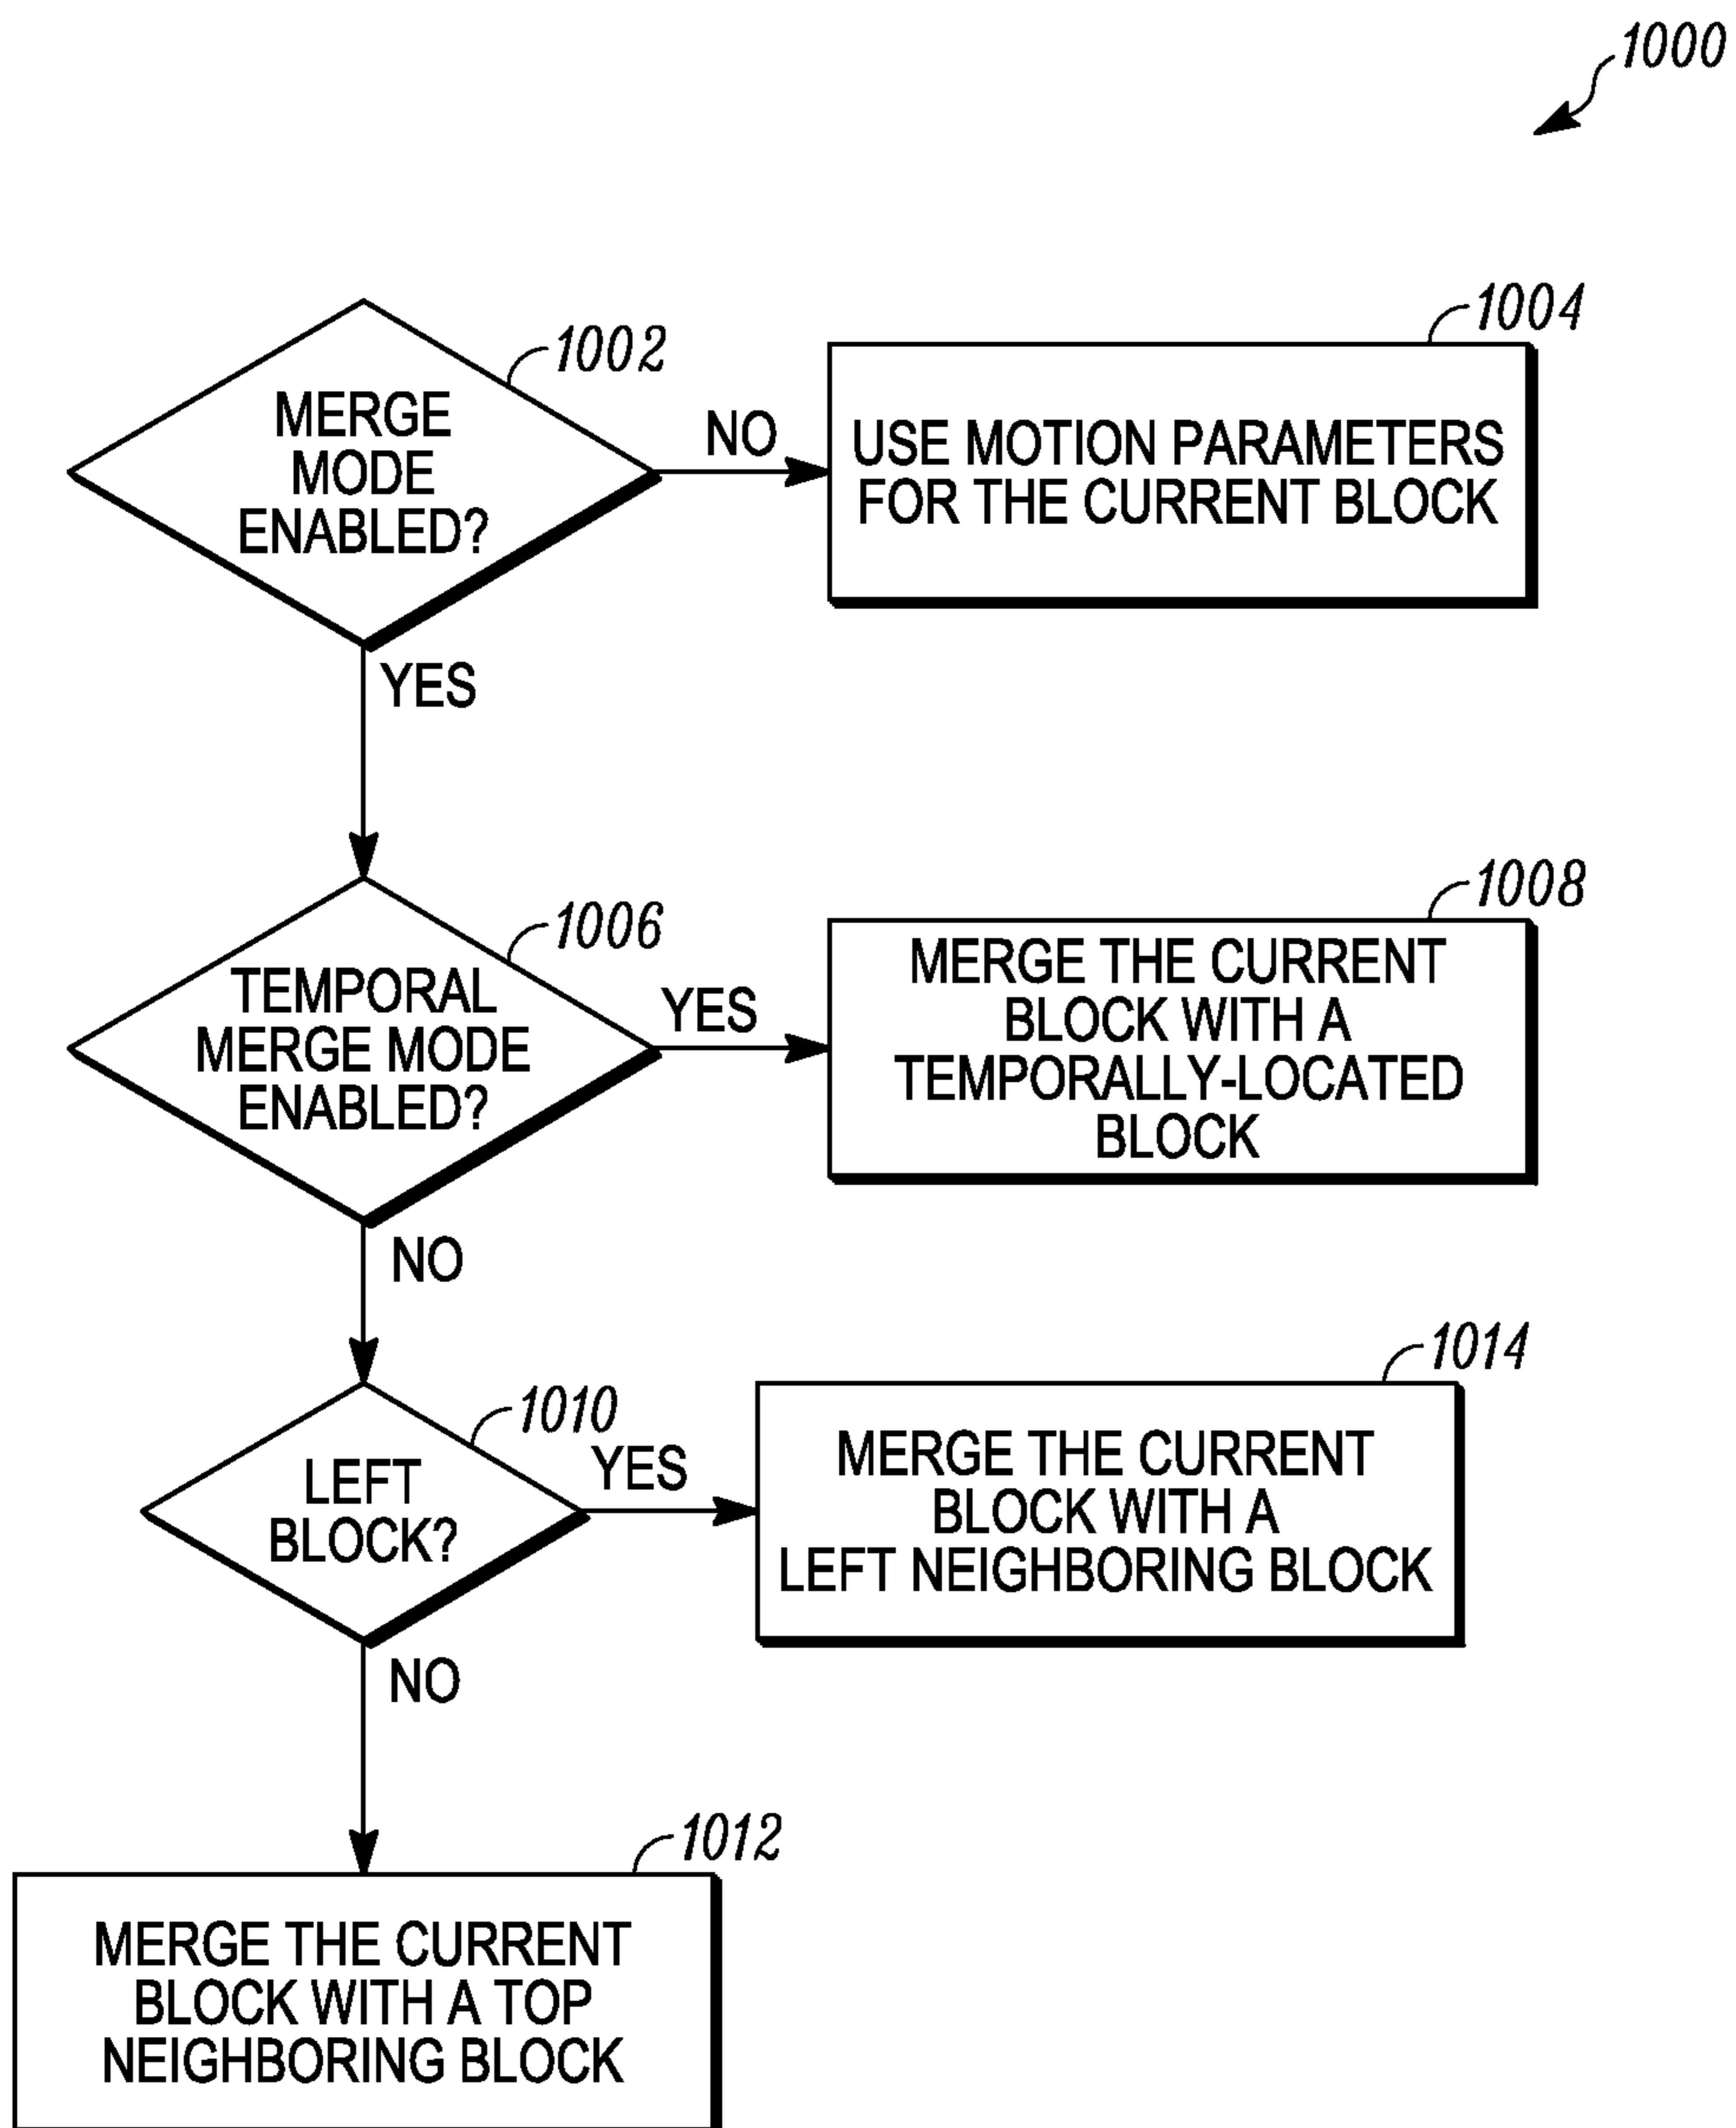 1000
1002
MERGE
MODE
ENABLED?
NO
YES
1004
USE MOTION PARAMETERS
FOR THE CURRENT BLOCK
1006
TEMPORAL
MERGE MODE
ENABLED?
YES
NO
1008
MERGE THE CURRENT
BLOCK WITH A
TEMPORALLY-LOCATED
BLOCK
1010
LEFT
BLOCK?
YES
NO
1014
MERGE THE CURRENT
BLOCK WITH A
LEFT NEIGHBORING BLOCK
1012
MERGE THE CURRENT
BLOCK WITH A TOP
NEIGHBORING BLOCK